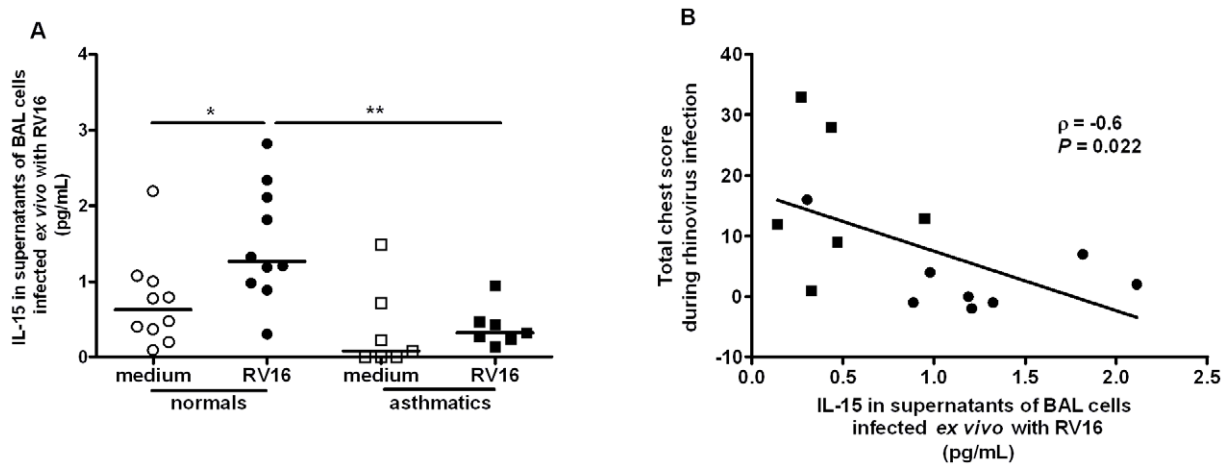 A
IL-15 in supernatants of BAL cells
infected ex vivo with RV16
(pg/mL)
4
3
2
1
0
*
**
medium
RV16
medium
RV16
normals
asthmatics
B
Total chest score
during rhinovirus infection
40
30
20
10
0
-10
ρ = -0.6
P = 0.022
0.0
0.5
1.0
1.5
2.0
2.5
IL-15 in supernatants of BAL cells
infected ex vivo with RV16
(pg/mL)